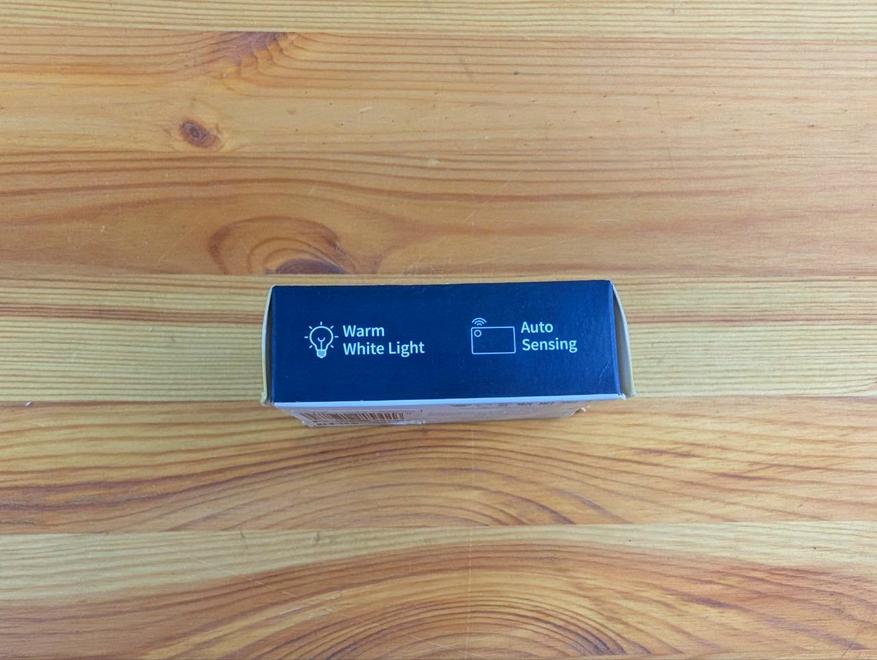 Warm
White Light
Auto
Sensing